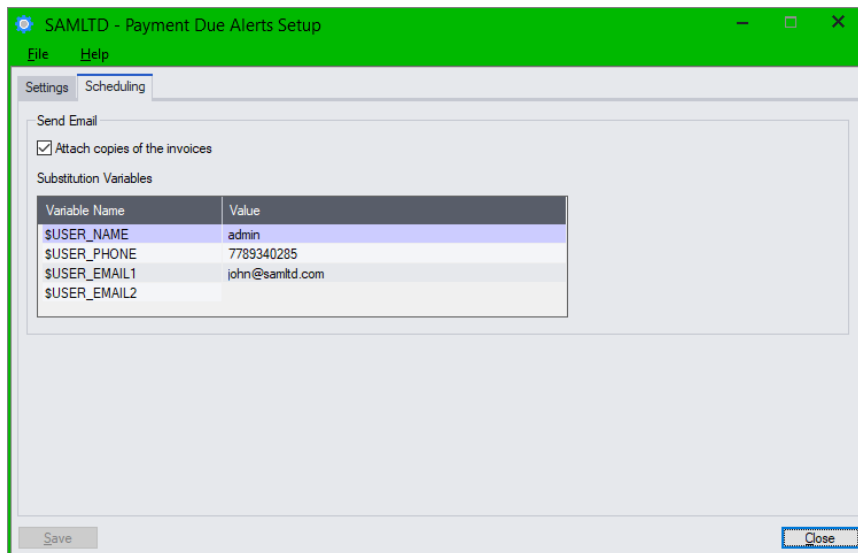 SAMLTD - Payment Due Alerts Setup
File Help
Settings Scheduling
Send Email
Attach copies of the invoices
Substitution Variables
Variable Name Value
$USER_NAME admin
$USER_PHONE 7789340285
$USER_EMAIL1 john@samltd.com
$USER_EMAIL2
Save Close